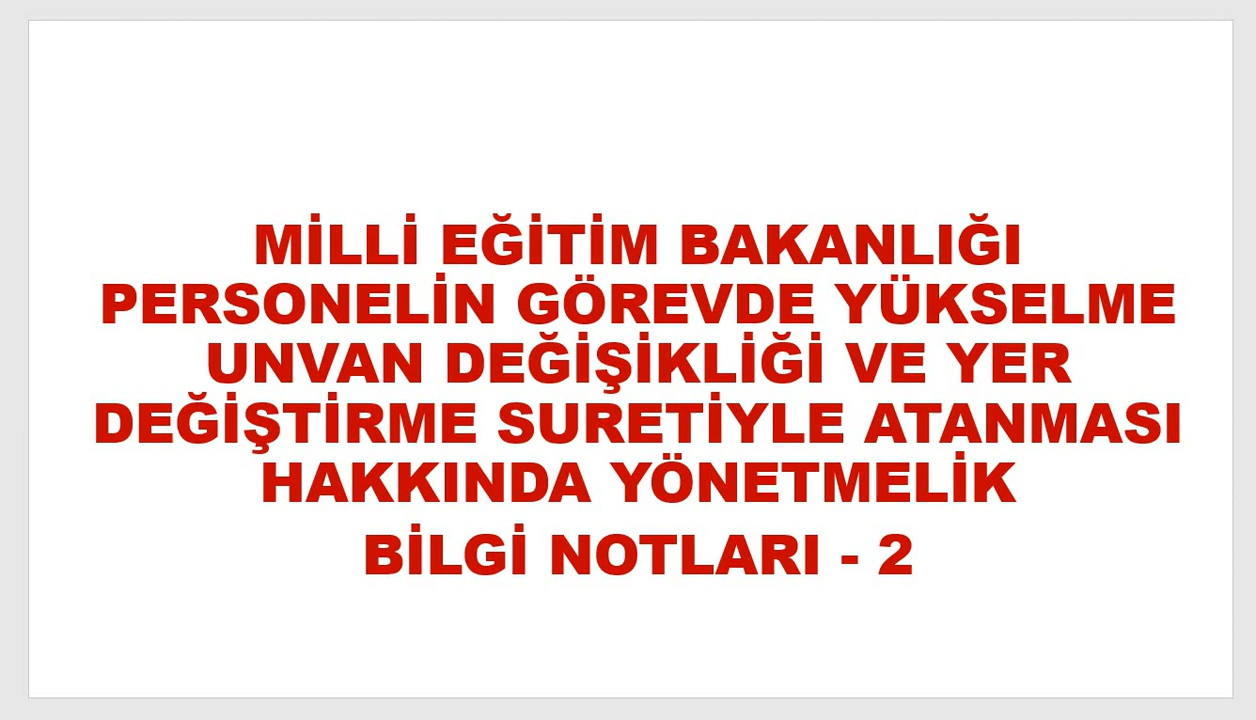 MİLLİ EĞİTİM BAKANLIĞI
PERSONELİN GÖREVDE YÜKSELME
UNVAN DEĞİŞİKLİĞİ VE YER
DEĞİŞTİRME SURETİYLE ATANMASI
HAKKINDA YÖNETMELİK
BİLGİ NOTLARI - 2